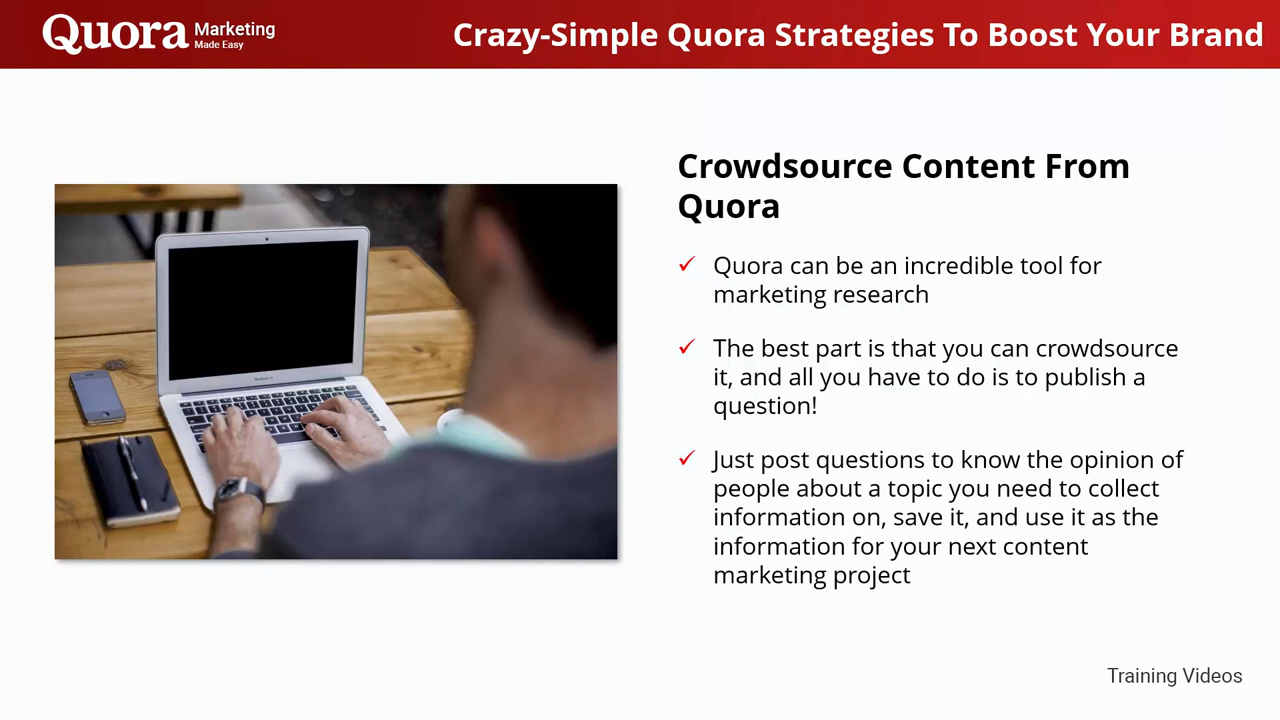 Quora Marketing
Made Easy
Crazy-Simple Quora Strategies To Boost Your Brand
Crowdsource Content From
Quora
Quora can be an incredible tool for
marketing research
The best part is that you can crowdsource
it, and all you have to do is to publish a
question!
Just post questions to know the opinion of
people about a topic you need to collect
information on, save it, and use it as the
information for your next content
marketing project
Training Videos